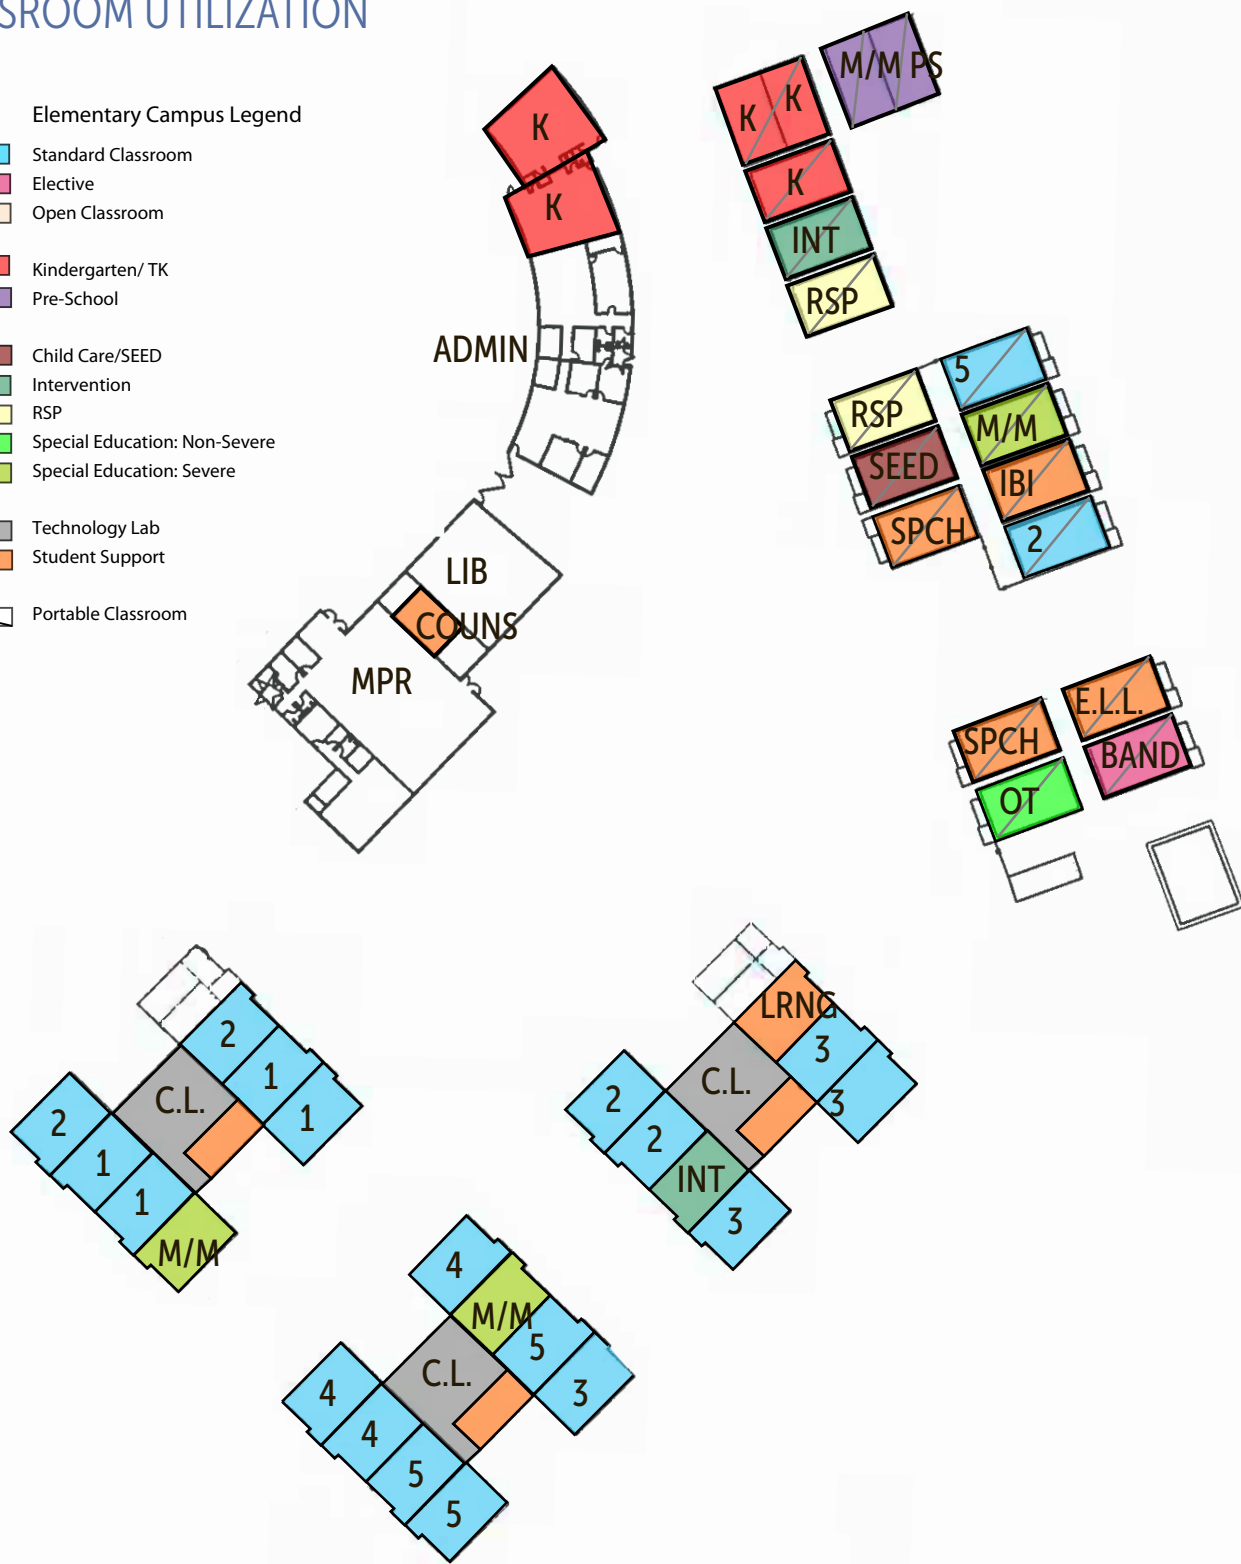 SROOM UTILIZATION
Elementary Campus Legend
Standard Classroom
Elective
Open Classroom
Kindergarten/ TK
Pre-School
Child Care/SEED
Intervention
RSP
Special Education: Non-Severe
Special Education: Severe
Technology Lab
Student Support
Portable Classroom
K
K
ADMIN
LIB
COUNS
MPR
M/M PS
K
K
K
INT
RSP
5
RSP
M/M
SEED
IBI
SPCH
2
E.L.L.
SPCH
BAND
OT
2
1
C.L.
1
2
1
1
M/M
LRNG
3
C.L.
3
2
2
INT
3
4
M/M
5
C.L.
3
4
4
5
5